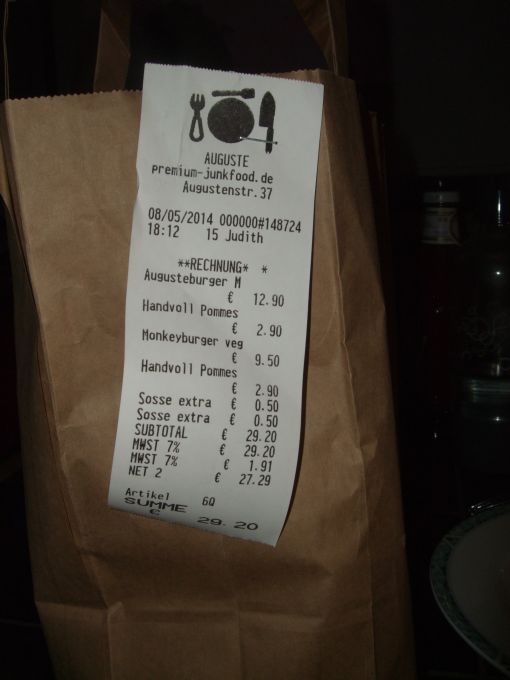 AUGUSTE
premium-junkfood.de
Augustenstr.37
08/05/2014 000000#148724
18:12 15 Judith
**RECHNUNG* *
Augusteburger M
€ 12.90
Handvoll Pommes
€ 2.90
Monkeyburger veg
€ 9.50
Handvoll Pommes
€ 2.90
Sosse extra € 0.50
Sosse extra € 0.50
SUBTOTAL € 29.20
MWST 7% € 29.20
MWST 7% € 1.91
NET 2 € 27.29
Artikel 6Q
SUMME
€ 29.20